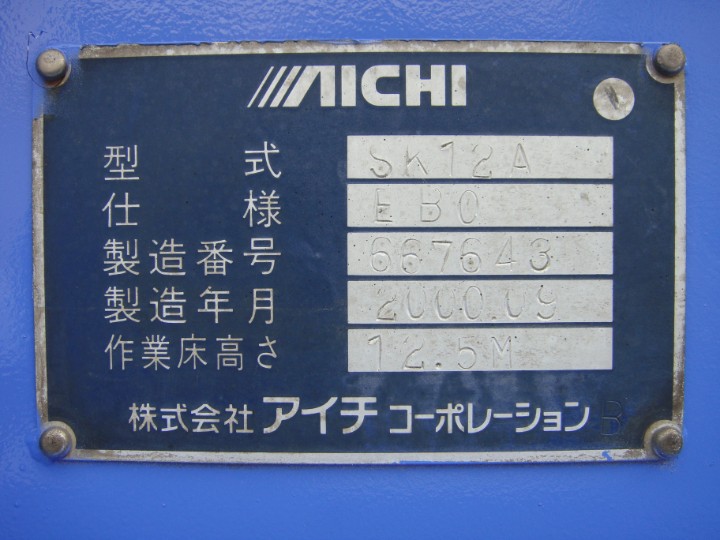 AICHI
型式 SK12A
仕様 EB0
製造番号 667643
製造年月 2000.09
作業床高さ 12.5M
株式会社 アイチ コーポレーション B